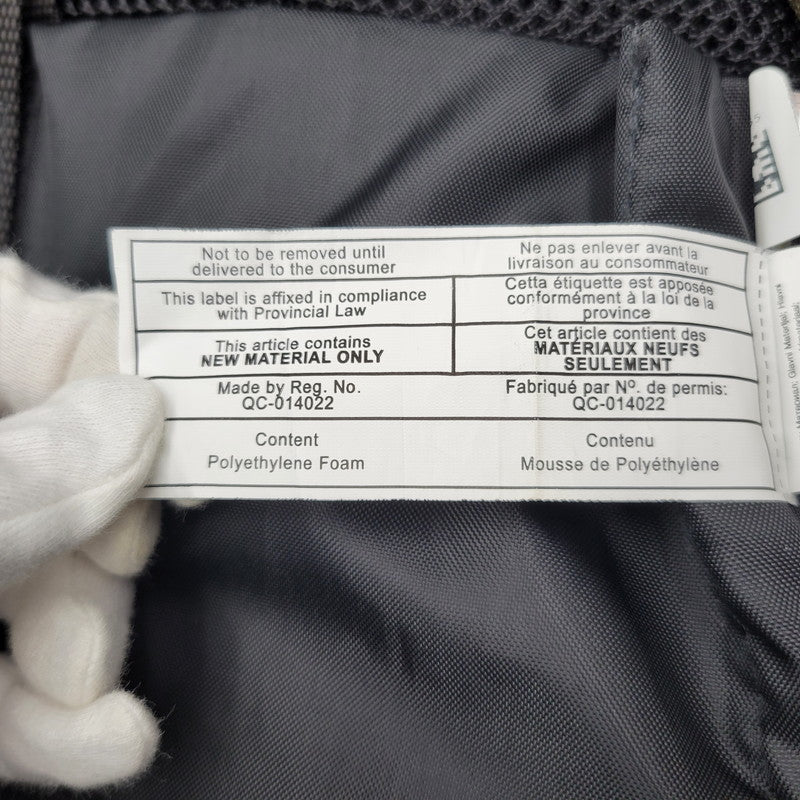 Not to be removed until
delivered to the consumer
Ne pas enlever avant la
livraison au consommateur
This label is affixed in compliance
with Provincial Law
Cetta étiquette est apposée
conformément à la loi de la
province
This article contains
NEW MATERIAL ONLY
Cet article contient des
MATÉRIAUX NEUFS
SEULEMENT
Made by Reg. No.
QC-014022
Fabriqué par Nº. de permis:
QC-014022
Content
Polyethylene Foam
Contenu
Mousse de Polyéthylène